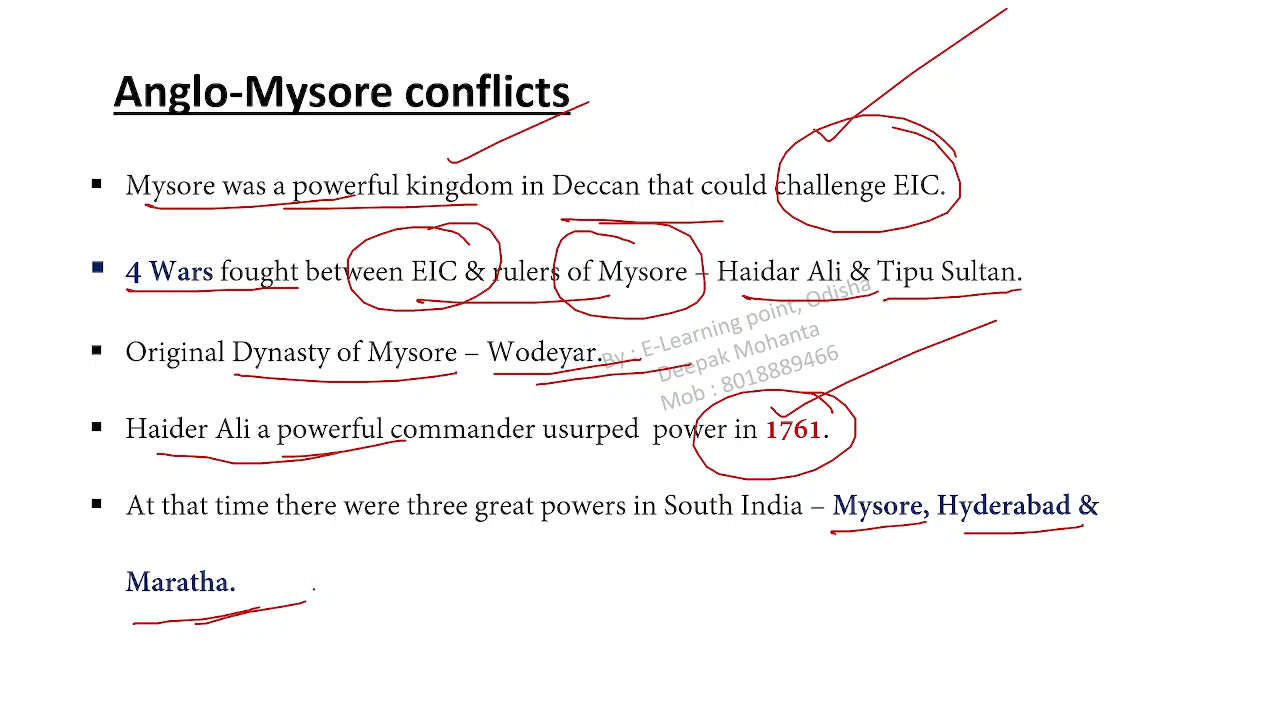 Anglo-Mysore conflicts
▪ Mysore was a powerful kingdom in Deccan that could challenge EIC.
▪ 4 Wars fought between EIC & rulers of Mysore – Haidar Ali & Tipu Sultan.
▪ Original Dynasty of Mysore – Wodeyar.
▪ Haider Ali a powerful commander usurped power in 1761.
▪ At that time there were three great powers in South India – Mysore, Hyderabad &
Maratha.
By : E-Learning point, Odisha
Deepak Mohanta
Mob : 8018889466